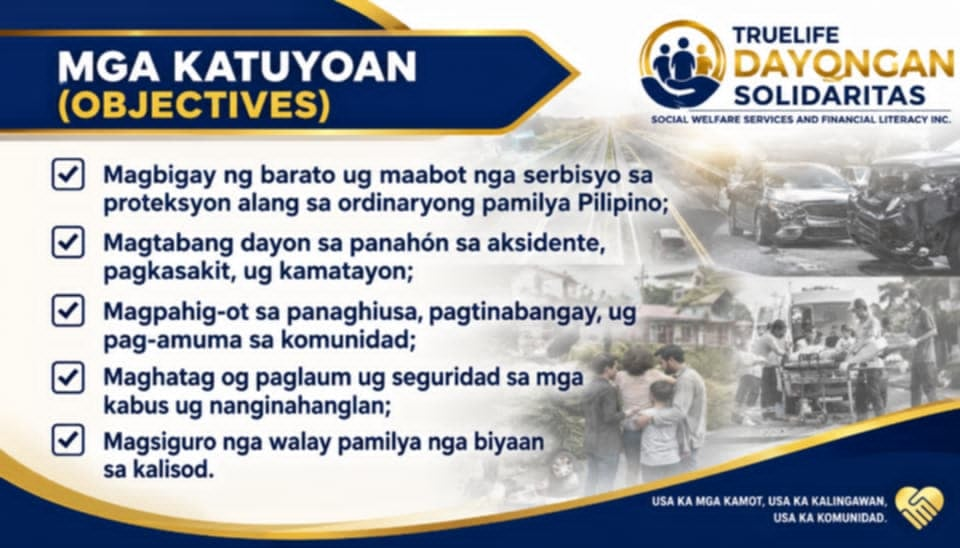 MGA KATUYOAN
(OBJECTIVES)
TRUELIFE
DAYONGAN
SOLIDARITAS
SOCIAL WELFARE SERVICES AND FINANCIAL LITERACY INC.
Magbigay ng barato ug maabot nga serbisyo sa
proteksyon alang sa ordinaryong pamilya Pilipino;
Magtabang dayon sa panahón sa aksidente,
pagkasakit, ug kamatayon;
Magpahig-ot sa panaghiusa, pagtinabangay, ug
pag-amuma sa komunidad;
Maghatag og paglaum ug seguridad sa mga
kabus ug nanginahanglan;
Magsiguro nga walay pamilya nga biyaan
sa kalisod.
USA KA MGA KAMOT, USA KA KALINGAWAN,
USA KA KOMUNIDAD.